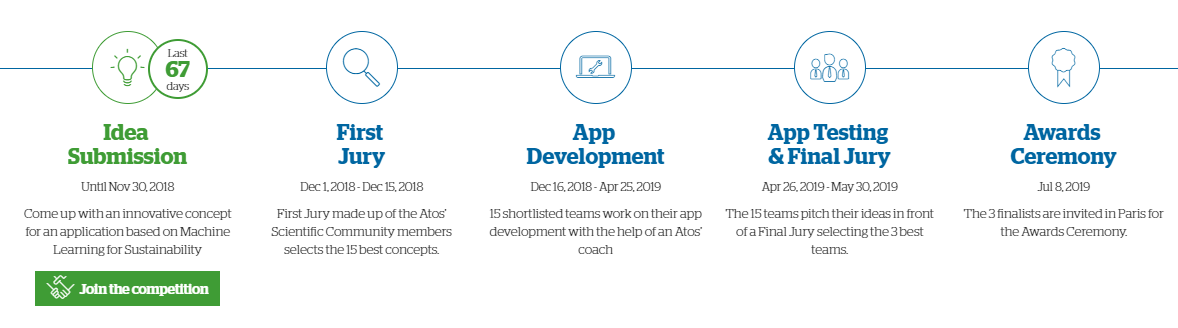 Last
67
days
Idea
Submission
Until Nov 30, 2018
Come up with an innovative concept
for an application based on Machine
Learning for Sustainability
Join the competition
First
Jury
Dec 1, 2018 - Dec 15, 2018
First Jury made up of the Atos'
Scientific Community members
selects the 15 best concepts.
App
Development
Dec 16, 2018 - Apr 25, 2019
15 shortlisted teams work on their app
development with the help of an Atos'
coach
App Testing
& Final Jury
Apr 26, 2019 - May 30, 2019
The 15 teams pitch their ideas in front
of a Final Jury selecting the 3 best
teams.
Awards
Ceremony
Jul 8, 2019
The 3 finalists are invited in Paris for
the Awards Ceremony.